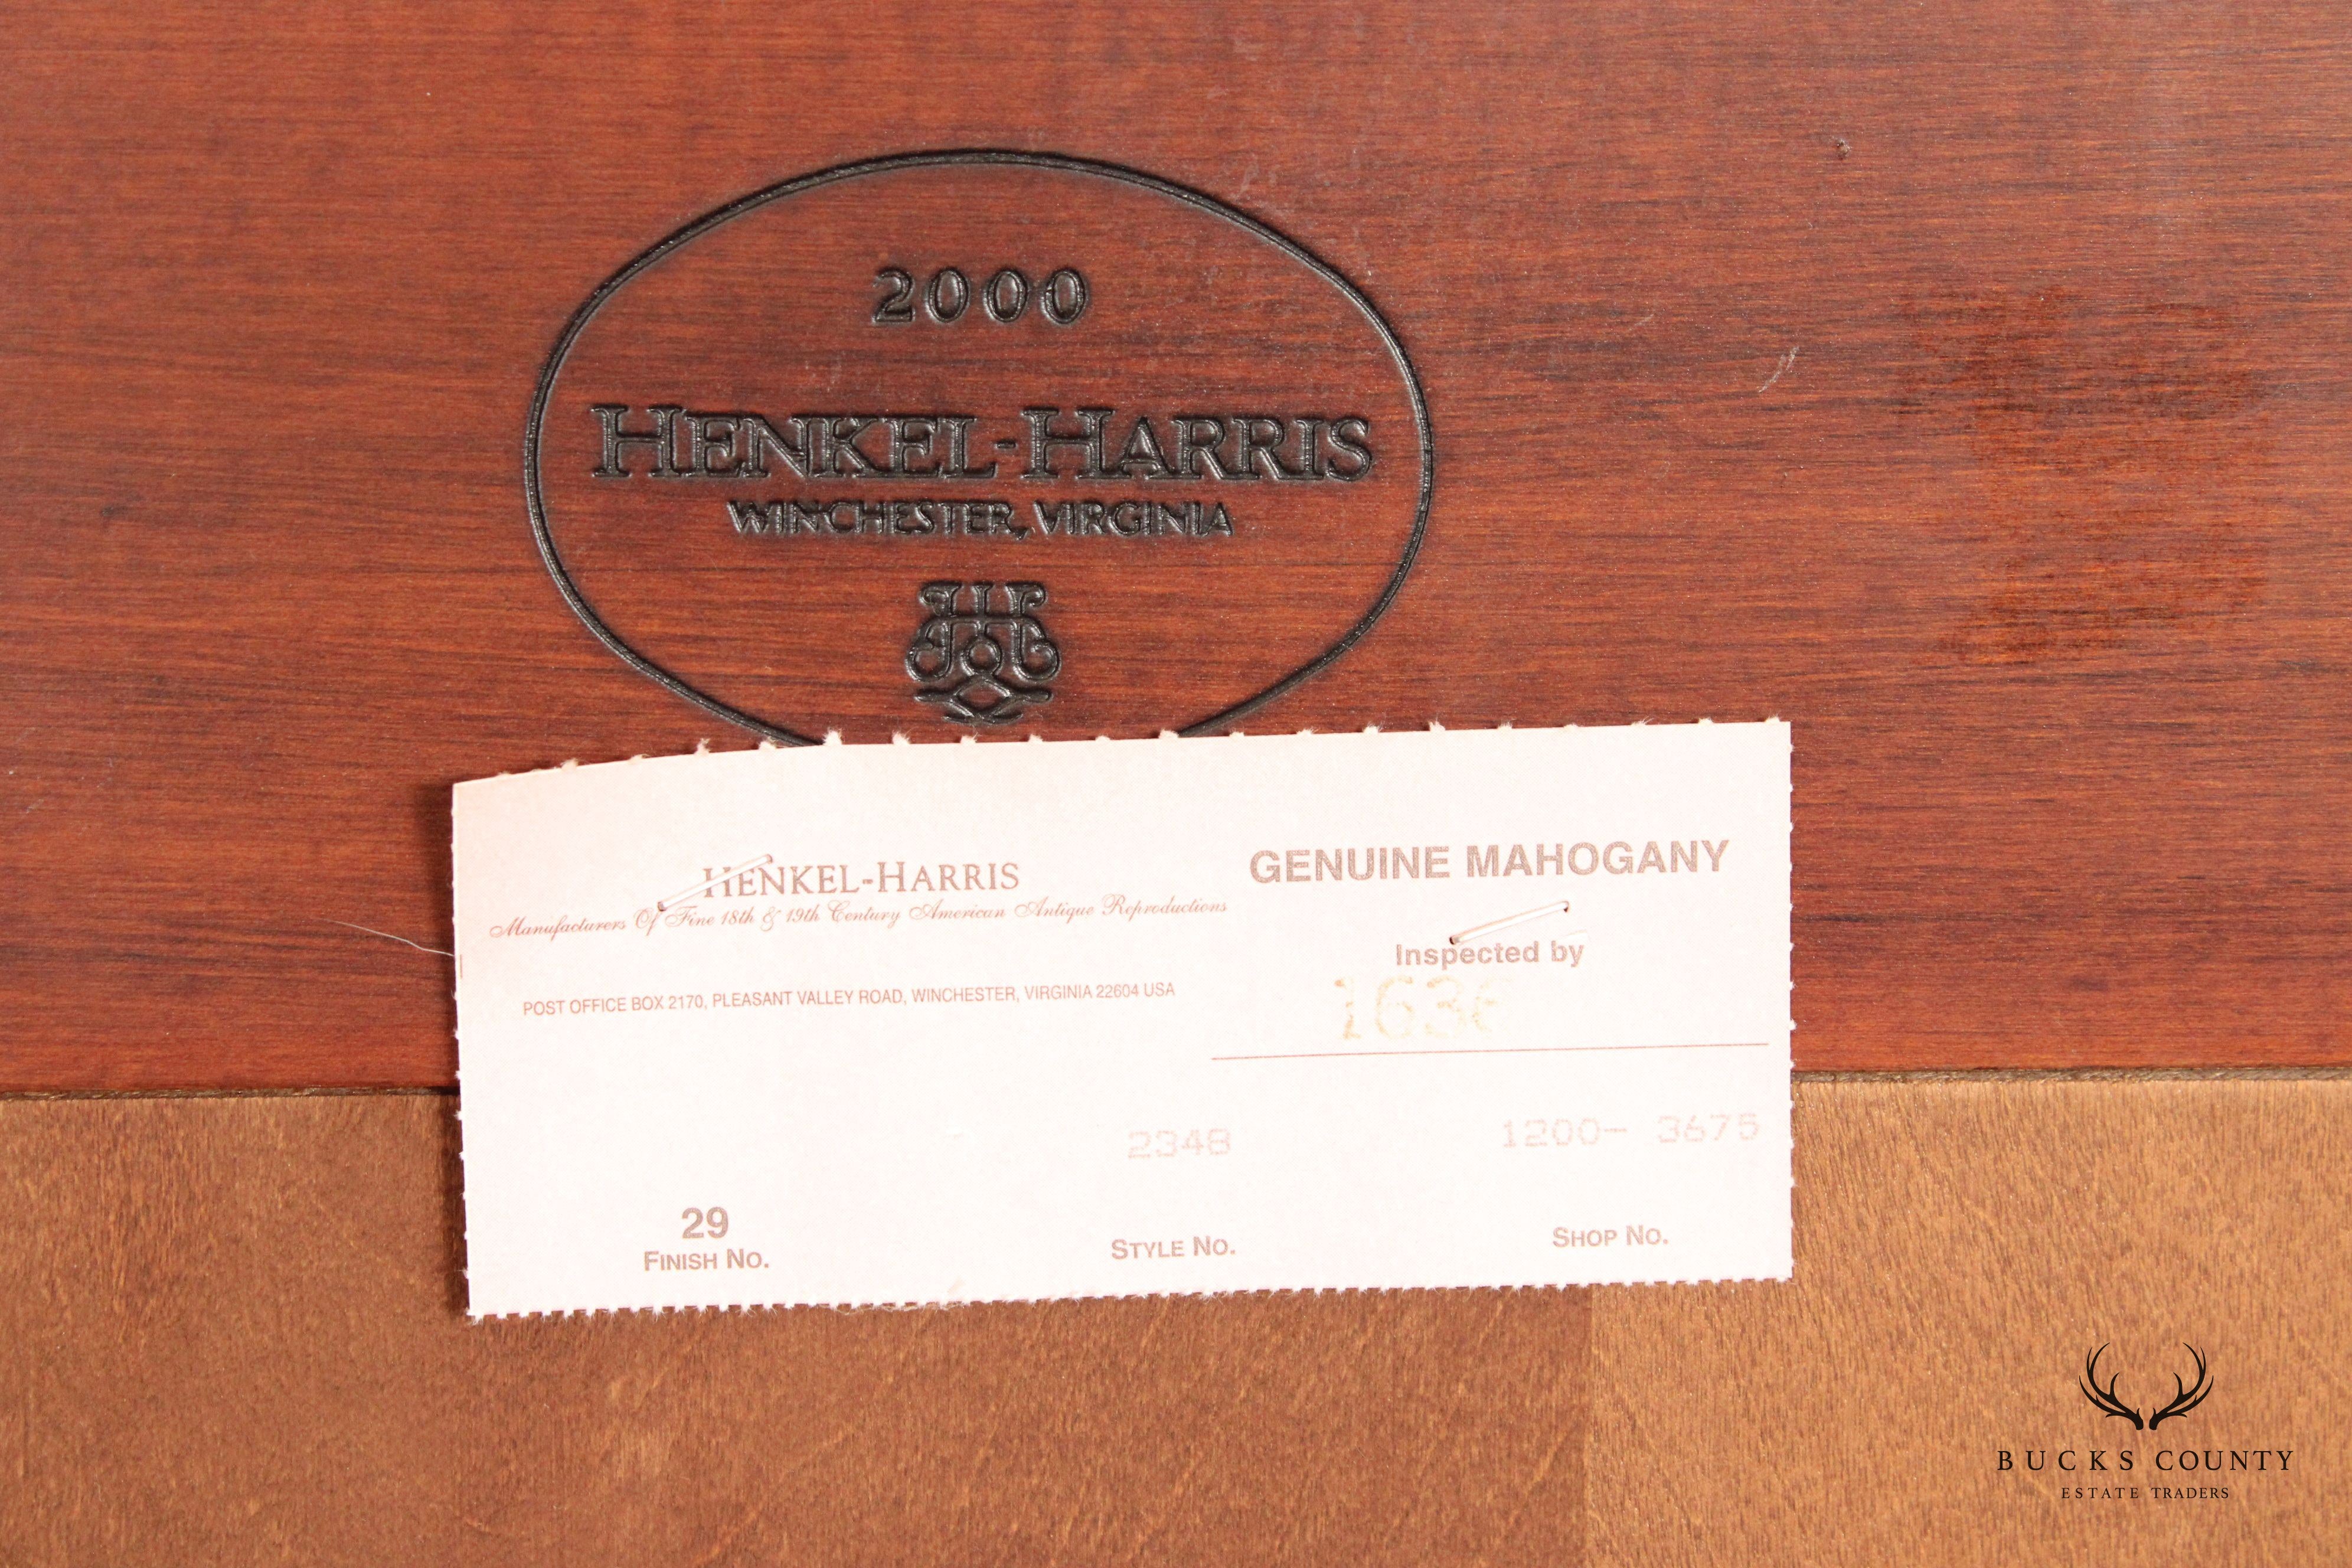 2000
HENKEL-HARRIS
WINCHESTER, VIRGINIA
HENKEL-HARRIS
Manufacturers Of Fine 18th & 19th Century American Antique Reproductions
POST OFFICE BOX 2170, PLEASANT VALLEY ROAD, WINCHESTER, VIRGINIA 22604 USA
GENUINE MAHOGANY
Inspected by
2348
1200- 3675
29
FINISH NO.
STYLE NO.
SHOP NO.
BUCKS COUNTY
ESTATE TRADERS